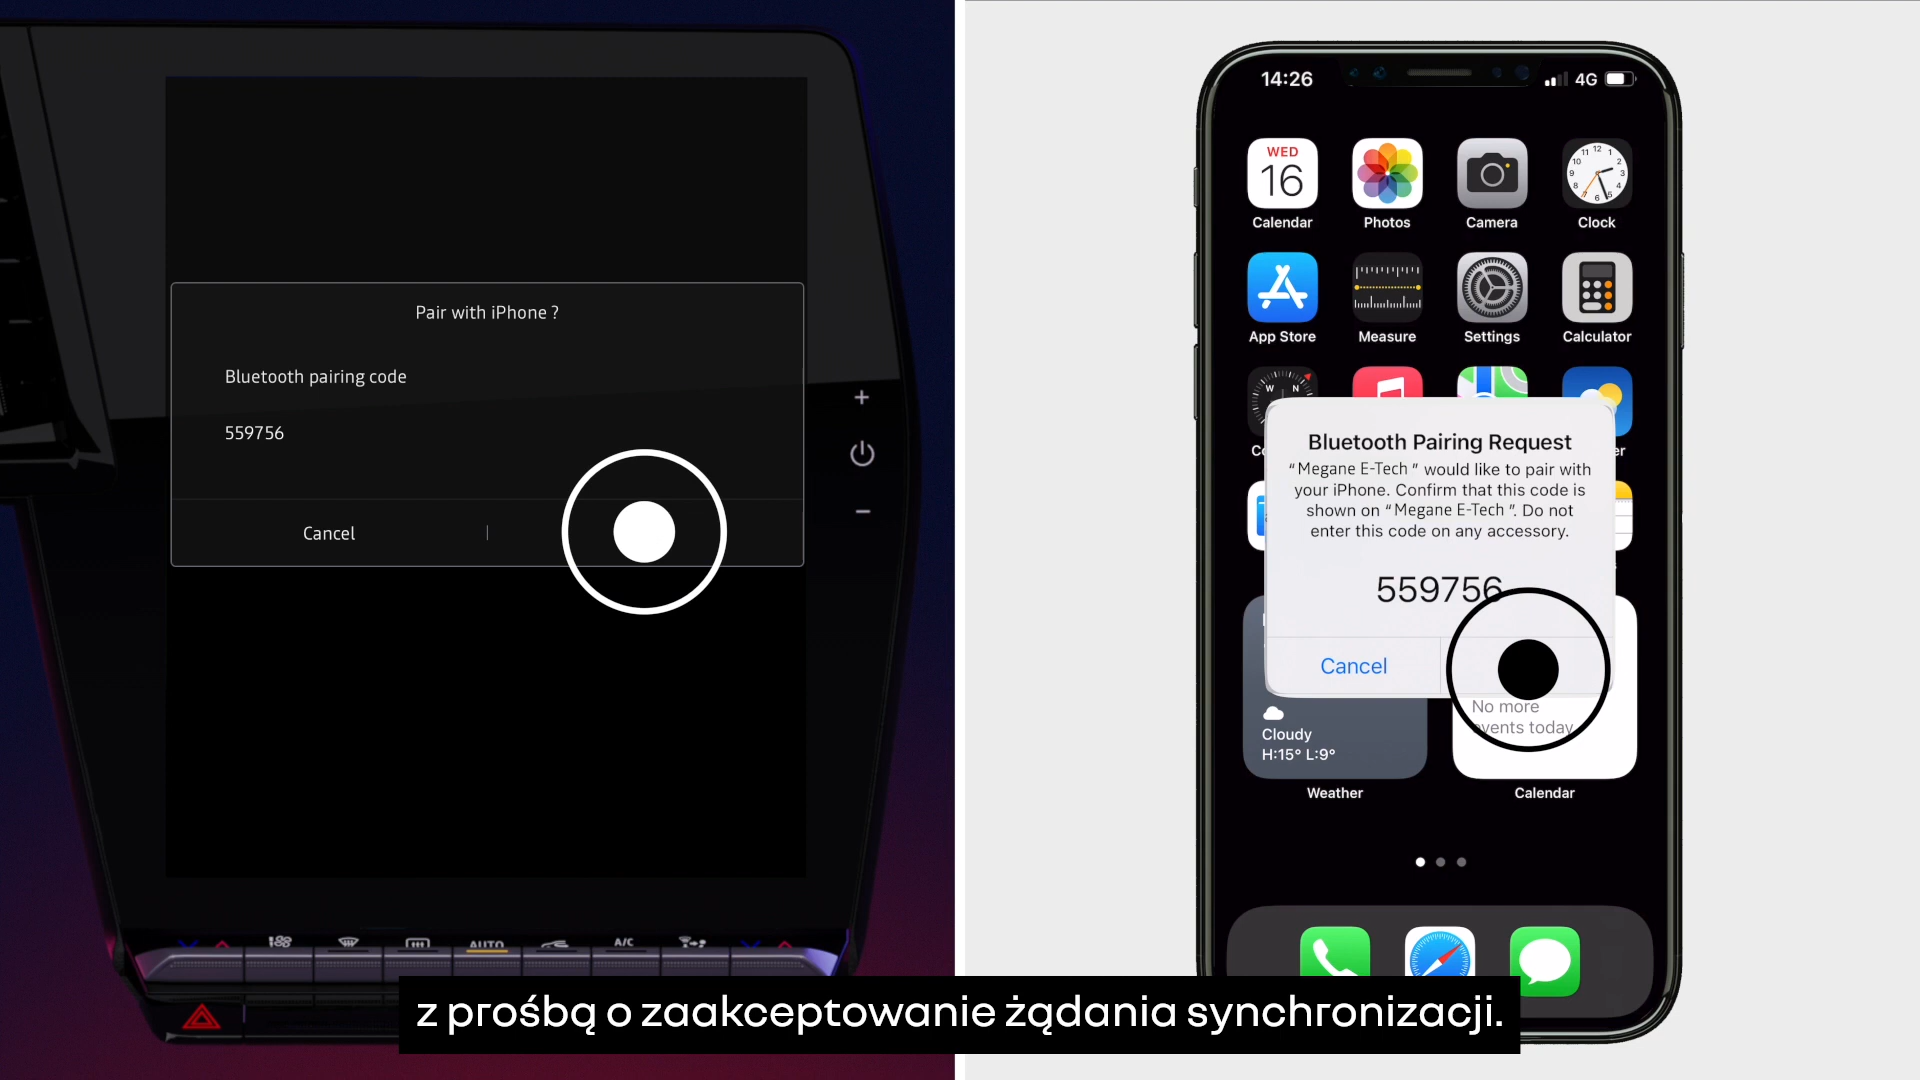 Pair with iPhone ?
Bluetooth pairing code
559756
Cancel
+
−
AUTO
A/C
14:26
4G
WED
16
Calendar
Photos
Camera
Clock
App Store
Measure
Settings
Calculator
W N
Bluetooth Pairing Request
“Megane E-Tech ” would like to pair with
your iPhone. Confirm that this code is
shown on “Megane E-Tech ”. Do not
enter this code on any accessory.
559756
Cancel
Cloudy
H:15° L:9°
No more
events today
Weather
Calendar
z prośbą o zaakceptowanie żądania synchronizacji.